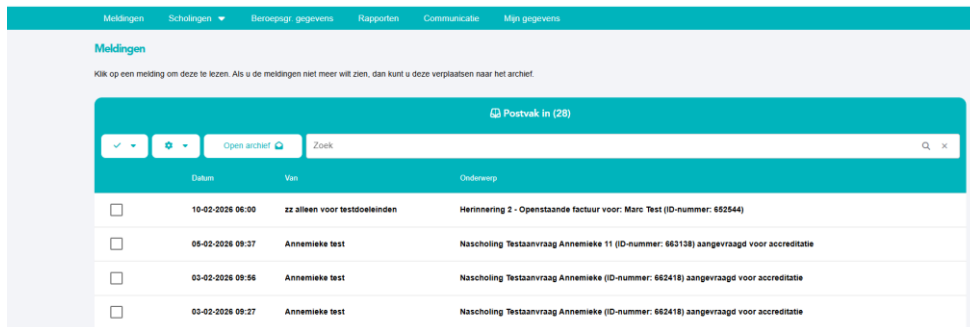 Meldingen Scholingen Beroepsgr. gegevens Rapporten Communicatie Mijn gegevens
Meldingen
Klik op een melding om deze te lezen. Als u de meldingen niet meer wilt zien, dan kunt u deze verplaatsen naar het archief.
Postvak in (28)
Open archief Zoek
Datum Van Onderwerp
10-02-2026 06:00 zz alleen voor testdoeleinden Herinnering 2 - Openstaande factuur voor: Marc Test (ID-nummer: 652544)
05-02-2026 09:37 Annemieke test Nascholing Testaanvraag Annemieke 11 (ID-nummer: 663138) aangevraagd voor accreditatie
03-02-2026 09:56 Annemieke test Nascholing Testaanvraag Annemieke (ID-nummer: 662418) aangevraagd voor accreditatie
03-02-2026 09:27 Annemieke test Nascholing Testaanvraag Annemieke (ID-nummer: 662418) aangevraagd voor accreditatie